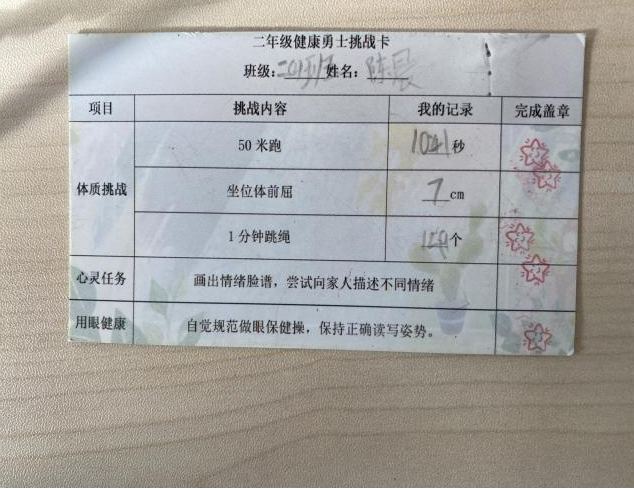 二年级健康勇士挑战卡
班级: 姓名: 陈晨
项目 挑战内容 我的记录 完成盖章
体质挑战 50 米跑 秒
坐位体前屈 7 cm
1 分钟跳绳 个
心灵任务 画出情绪脸谱，尝试向家人描述不同情绪
用眼健康 自觉规范做眼保健操，保持正确读写姿势。